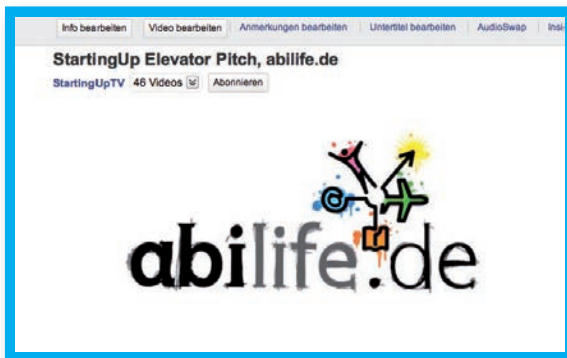 Info bearbeiten Video bearbeiten Anmerkungen bearbeiten Untertitel bearbeiten AudioSwap Insi-
StartingUp Elevator Pitch, abilife.de
StartingUpTV 46 Videos Abonnieren
@
abilife.de